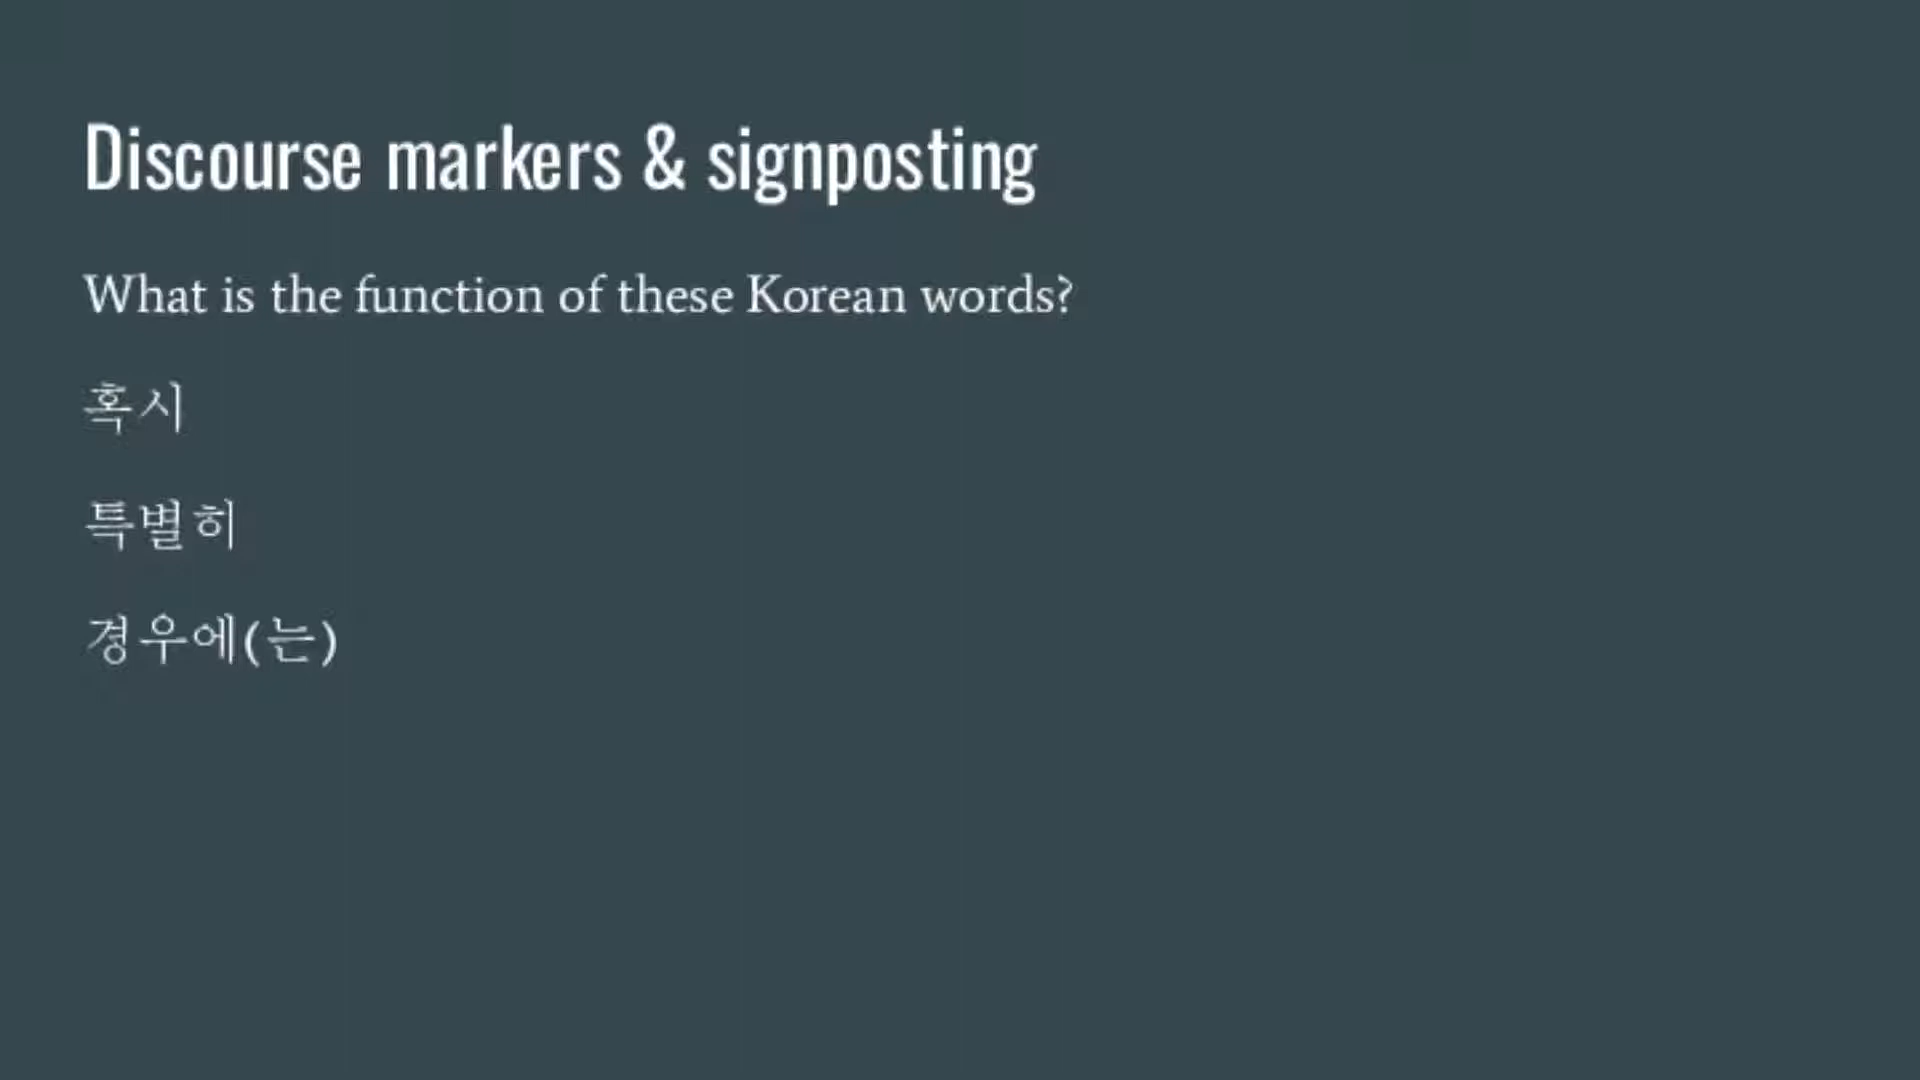 Discourse markers & signposting
What is the function of these Korean words?
혹시
특별히
경우에(는)